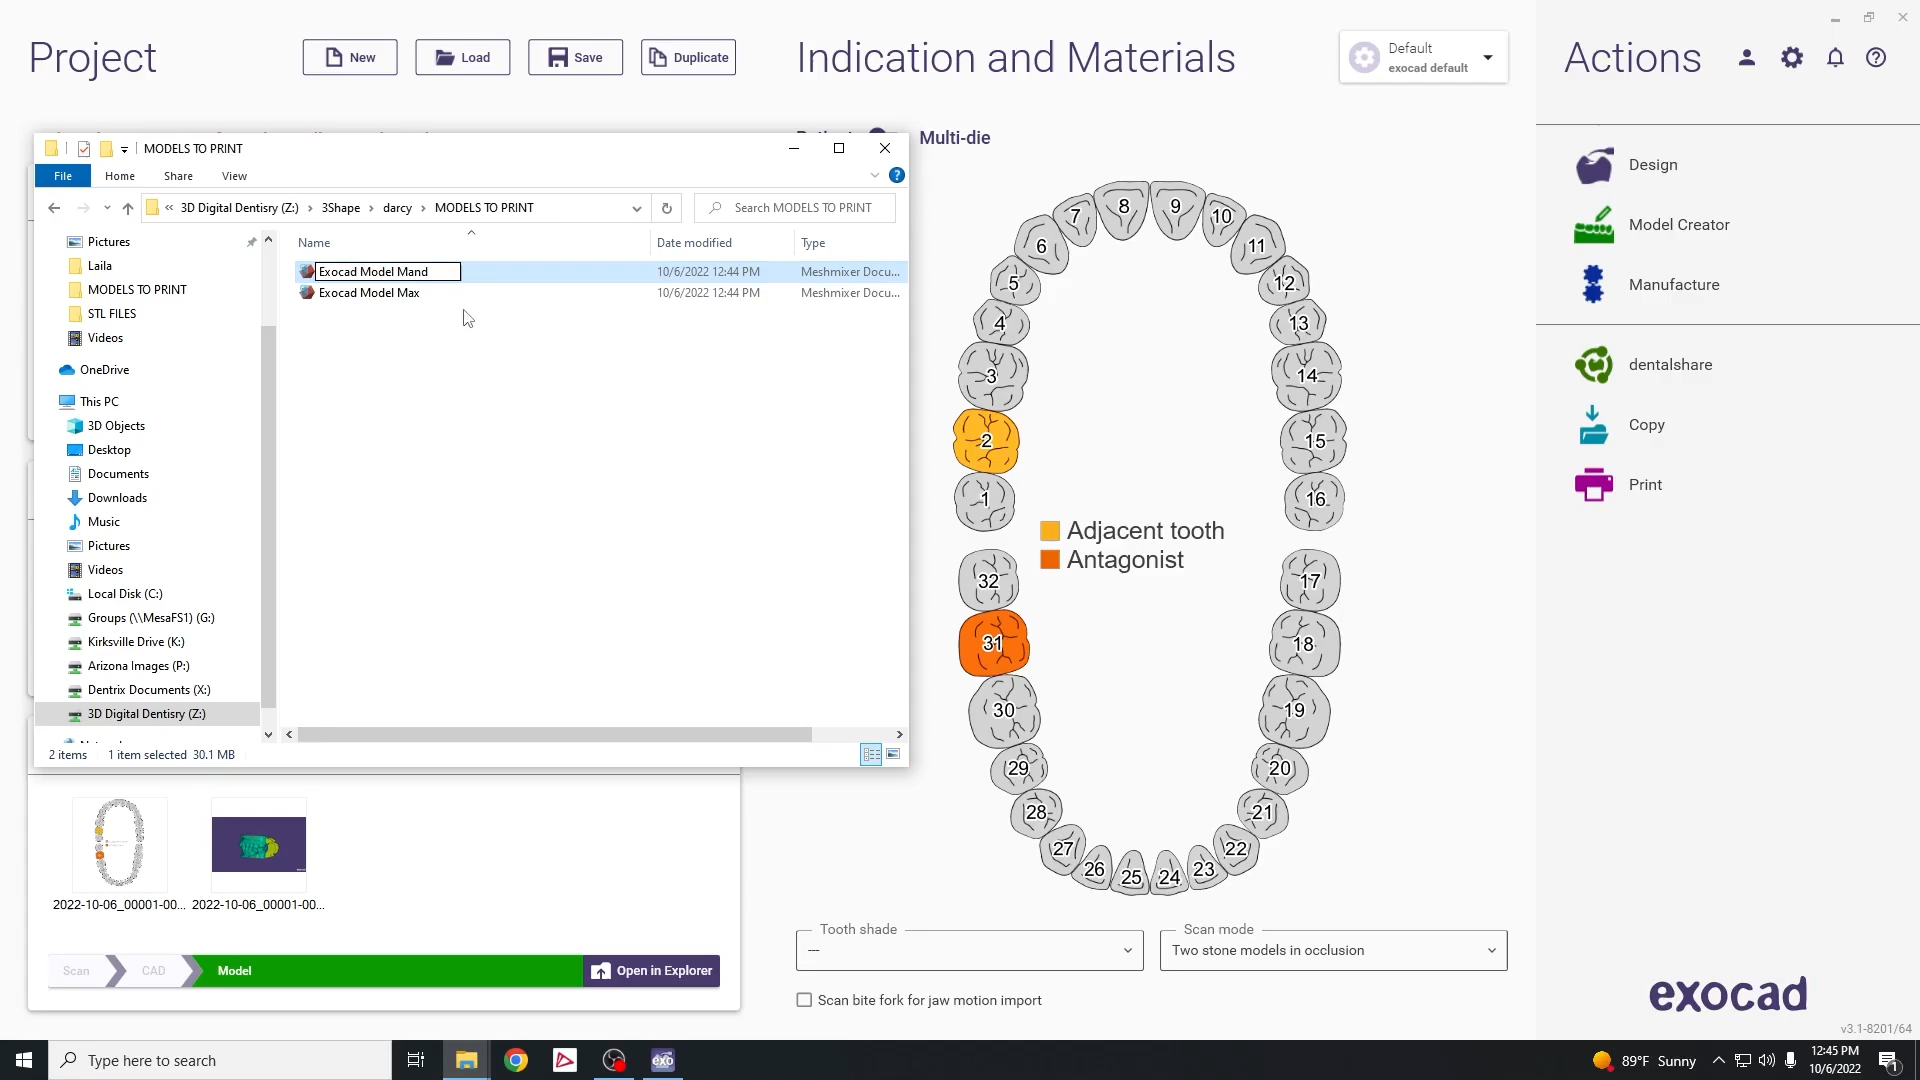 Project
New
Load
Save
Duplicate
Indication and Materials
Default
exocad default
Actions
MODELS TO PRINT
Multi-die
File
Home
Share
View
« 3D Digital Dentisry (Z:) › 3Shape › darcy › MODELS TO PRINT
Search MODELS TO PRINT
Name
Date modified
Type
Exocad Model Mand
10/6/2022 12:44 PM
Meshmixer Docu...
Exocad Model Max
10/6/2022 12:44 PM
Meshmixer Docu...
Pictures
Laila
MODELS TO PRINT
STL FILES
Videos
OneDrive
This PC
3D Objects
Desktop
Documents
Downloads
Music
Pictures
Videos
Local Disk (C:)
Groups (\\MesaFS1) (G:)
Kirksville Drive (K:)
Arizona Images (P:)
Dentrix Documents (X:)
3D Digital Dentisry (Z:)
2 items
1 item selected 30.1 MB
8
9
7
10
6
11
5
12
4
13
3
14
2
15
1
16
Adjacent tooth
Antagonist
32
17
31
18
30
19
29
20
28
21
27
22
26
23
25
24
Design
Model Creator
Manufacture
dentalshare
Copy
Print
2022-10-06_00001-00...
2022-10-06_00001-00...
Scan
CAD
Model
Open in Explorer
Tooth shade
---
Scan mode
Two stone models in occlusion
Scan bite fork for jaw motion import
exocad
v3.1-8201/64
Type here to search
exo
89°F Sunny
12:45 PM
10/6/2022
1